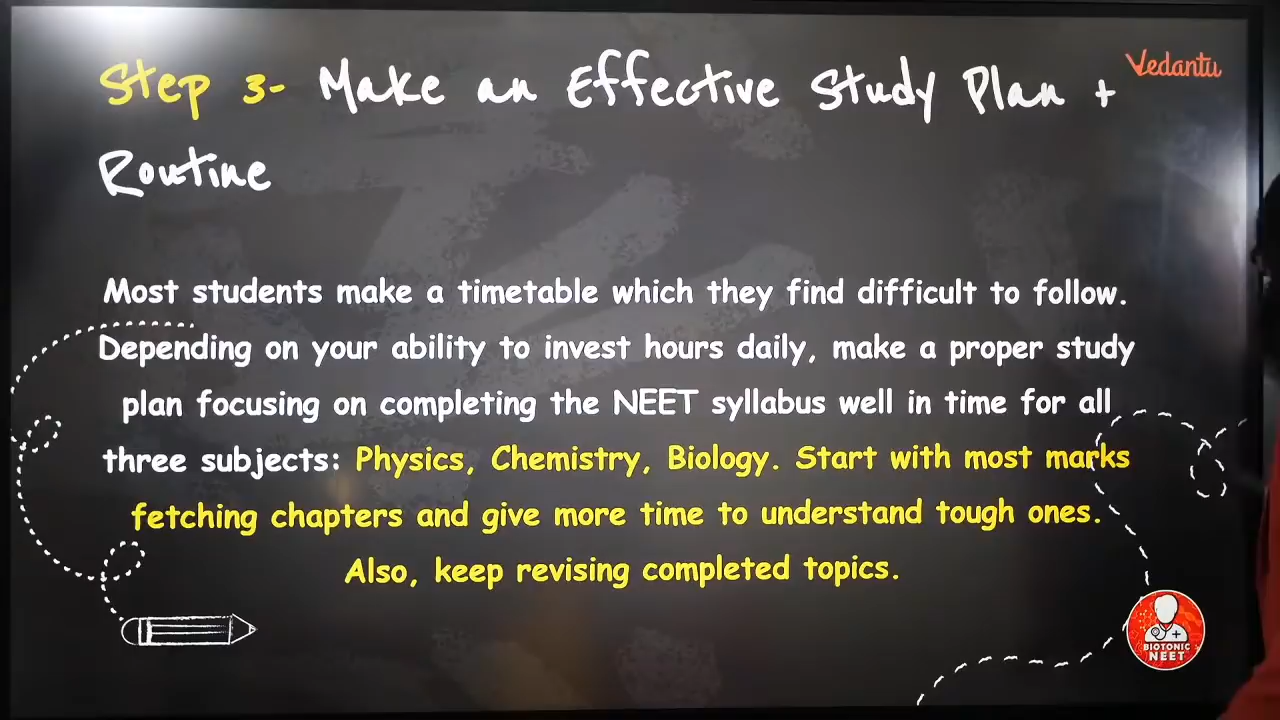 Step 3- Make an Effective Study Plan +
Routine
Vedantu
Most students make a timetable which they find difficult to follow.
Depending on your ability to invest hours daily, make a proper study
plan focusing on completing the NEET syllabus well in time for all
three subjects: Physics, Chemistry, Biology. Start with most marks
fetching chapters and give more time to understand tough ones.
Also, keep revising completed topics.
BIOTONIC
NEET